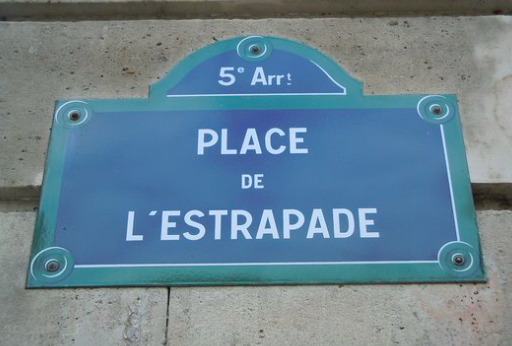 5e Arrt.
PLACE
DE
L'ESTRAPADE